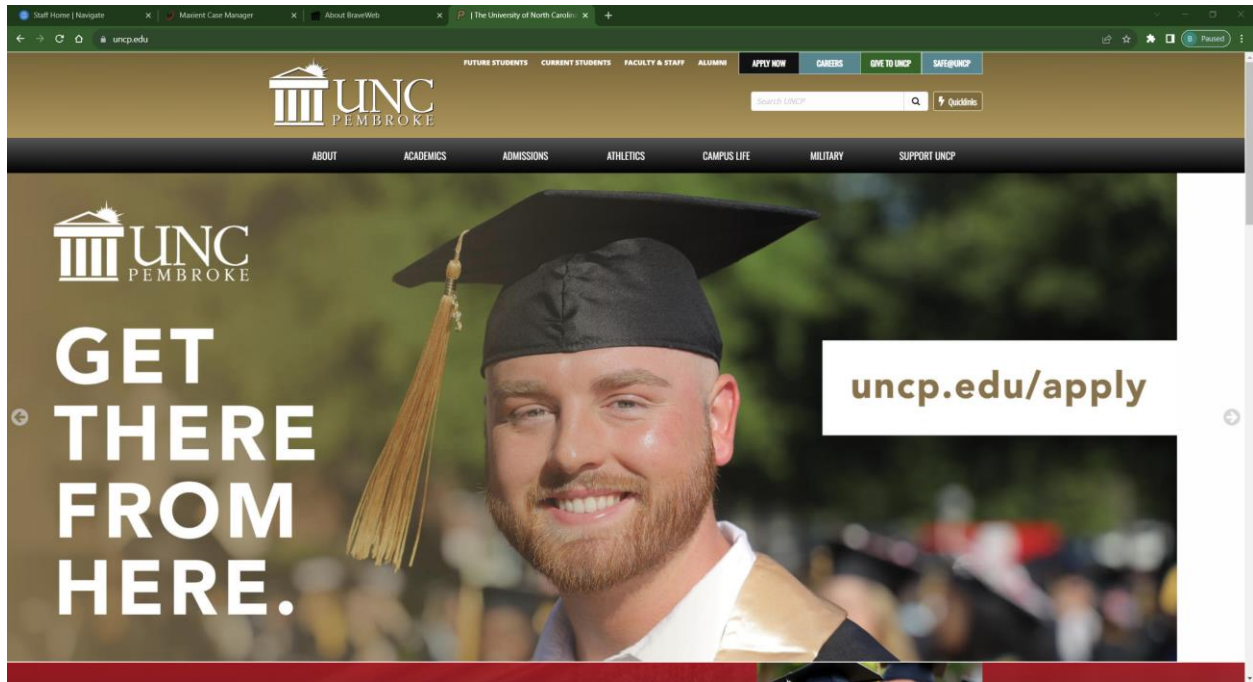 Staff Home | Navigate
Maxient Case Manager
About BraveWeb
| The University of North Carolin
uncp.edu
B
Paused
FUTURE STUDENTS CURRENT STUDENTS FACULTY & STAFF ALUMNI APPLY NOW CAREERS GIVE TO UNCP SAFE@UNCP
UNC
PEMBROKE
Search UNCP
Quicklinks
ABOUT ACADEMICS ADMISSIONS ATHLETICS CAMPUS LIFE MILITARY SUPPORT UNCP
UNC
PEMBROKE
GET
THERE
FROM
HERE.
uncp.edu/apply